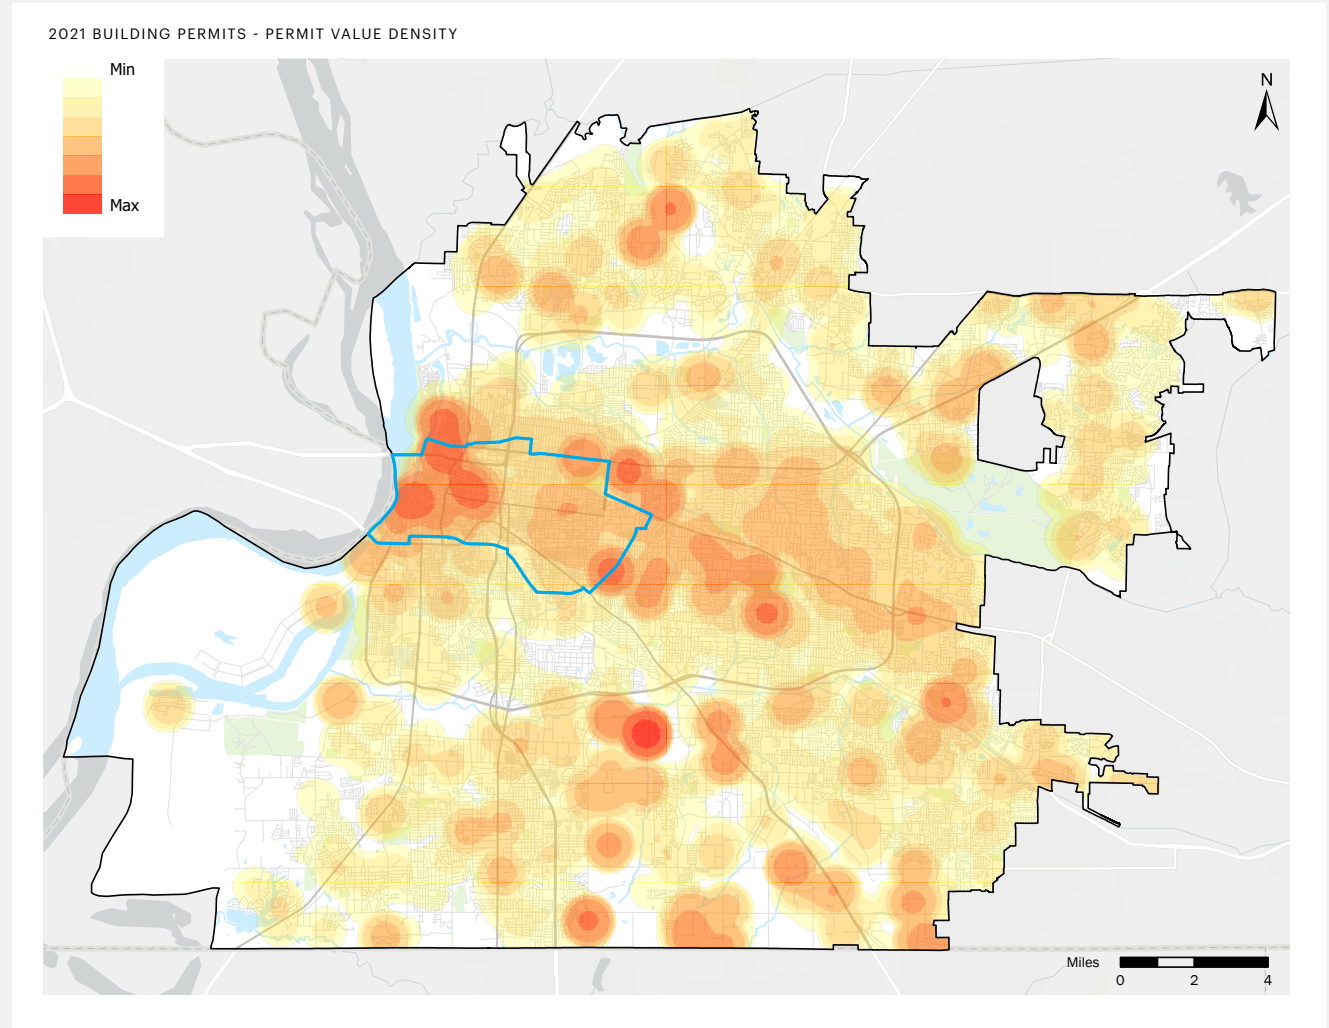 2021 BUILDING PERMITS - PERMIT VALUE DENSITY
Min
Max
N
Miles
0 2 4